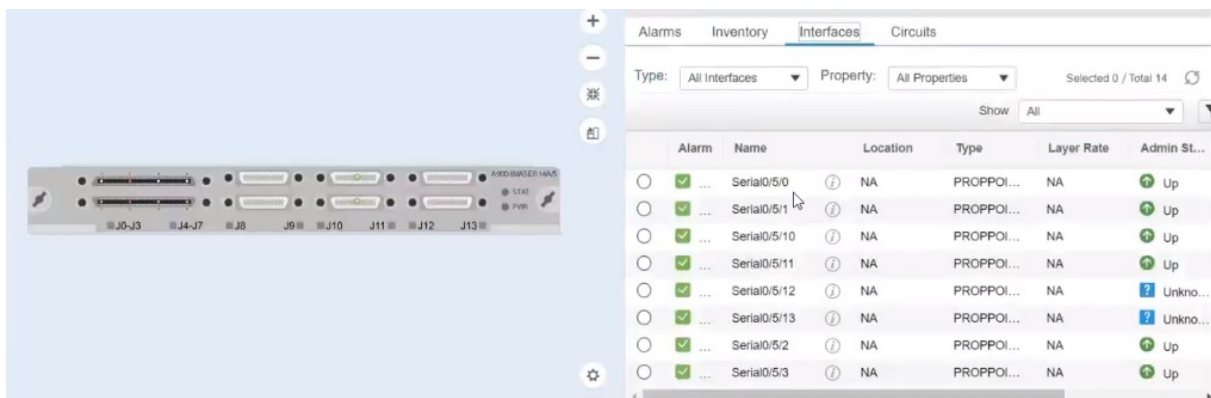 Alarms Inventory Interfaces Circuits
Type: All Interfaces Property: All Properties Selected 0 / Total 14
Show All
Alarm Name Location Type Layer Rate Admin St...
... Serial0/5/0 NA PROPPOI... NA Up
... Serial0/5/1 NA PROPPOI... NA Up
... Serial0/5/10 NA PROPPOI... NA Up
... Serial0/5/11 NA PROPPOI... NA Up
... Serial0/5/12 NA PROPPOI... NA Unkno...
... Serial0/5/13 NA PROPPOI... NA Unkno...
... Serial0/5/2 NA PROPPOI... NA Up
... Serial0/5/3 NA PROPPOI... NA Up
A900-IMASER14A/S
STAT
PWR
J0-J3 J4-J7 J8 J9 J10 J11 J12 J13